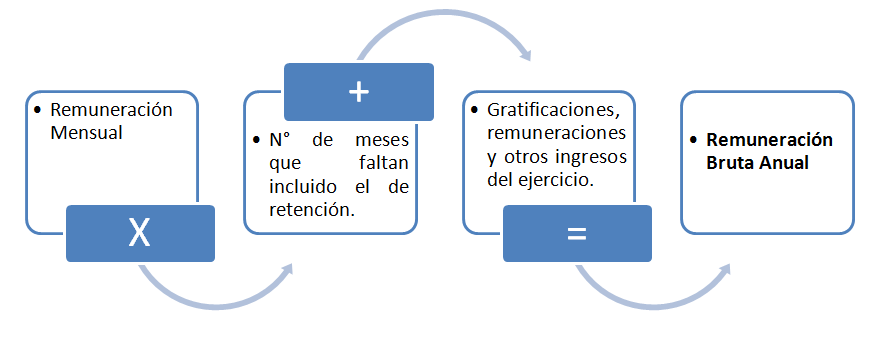 • Remuneración
Mensual
X
+
• N° de meses
que faltan
incluido el de
retención.
• Gratificaciones,
remuneraciones
y otros ingresos
del ejercicio.
=
• Remuneración
Bruta Anual